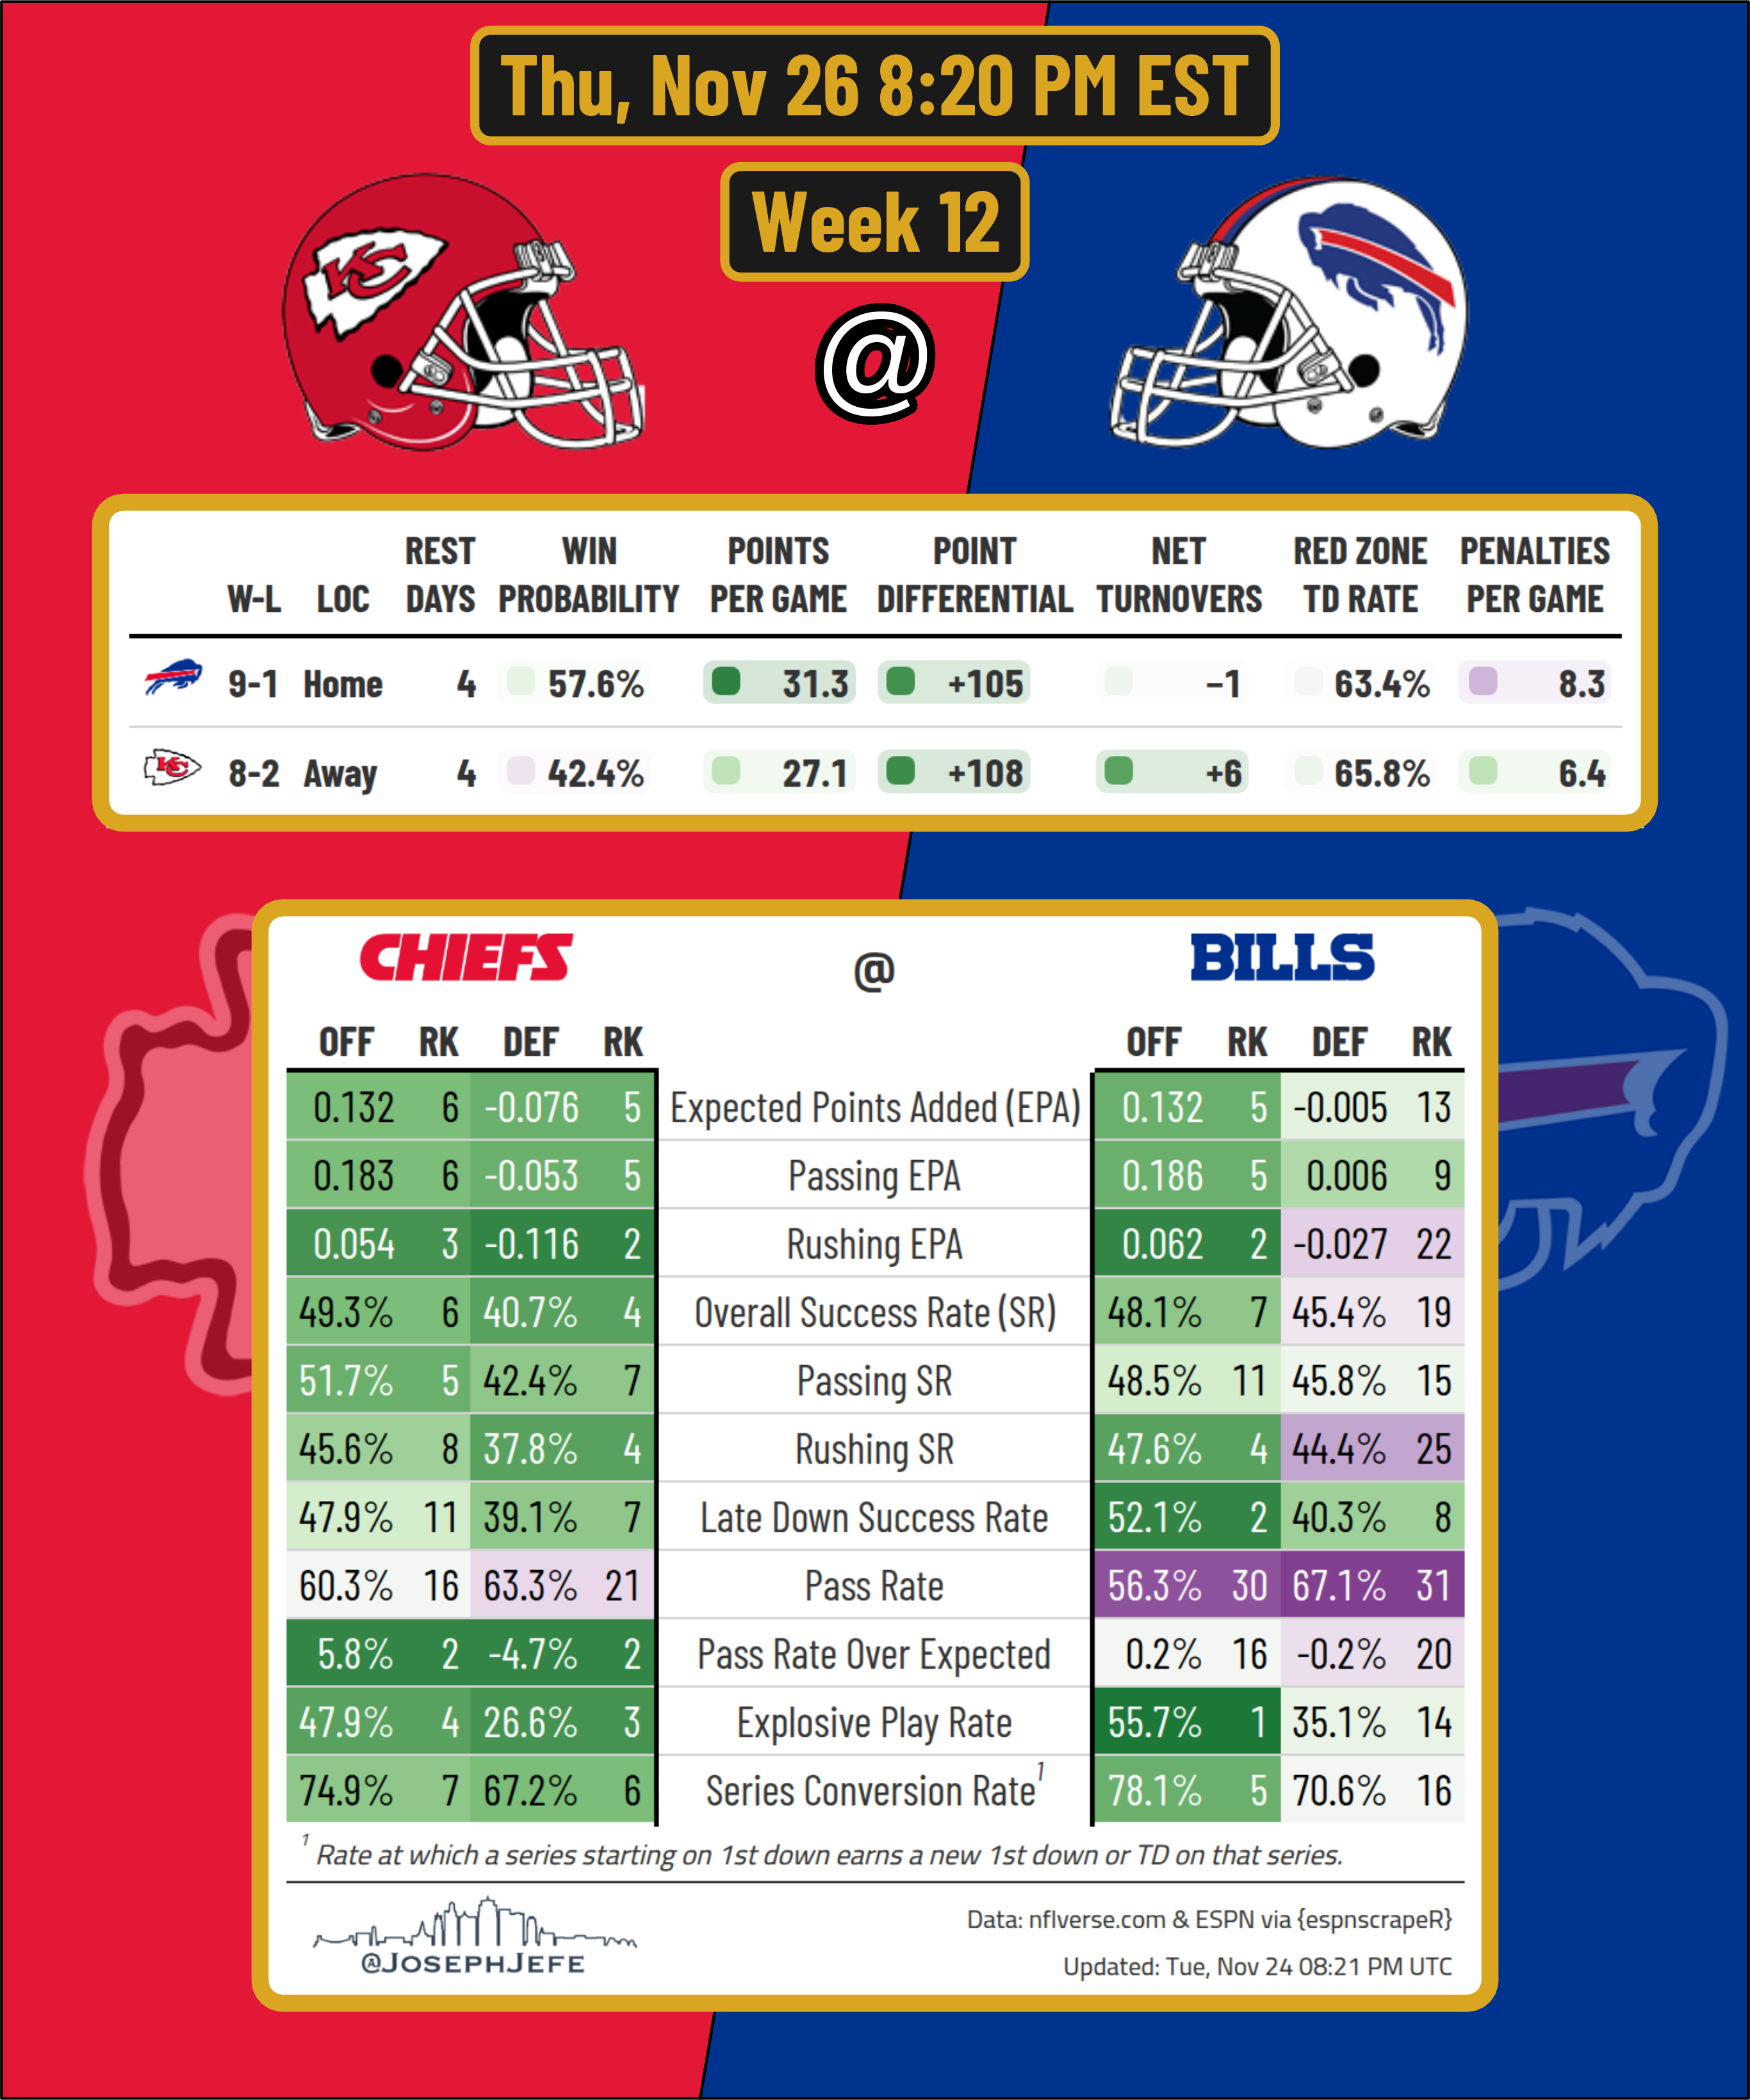 Thu, Nov 26 8:20 PM EST
Week 12
KC
@
REST WIN POINTS POINT NET RED ZONE PENALTIES
W-L LOC DAYS PROBABILITY PER GAME DIFFERENTIAL TURNOVERS TD RATE PER GAME
9-1 Home 4 57.6% 31.3 +105 −1 63.4% 8.3
KC 8-2 Away 4 42.4% 27.1 +108 +6 65.8% 6.4
CHIEFS @ BILLS
OFF RK DEF RK OFF RK DEF RK
0.132 6 -0.076 5 Expected Points Added (EPA) 0.132 5 -0.005 13
0.183 6 -0.053 5 Passing EPA 0.186 5 0.006 9
0.054 3 -0.116 2 Rushing EPA 0.062 2 -0.027 22
49.3% 6 40.7% 4 Overall Success Rate (SR) 48.1% 7 45.4% 19
51.7% 5 42.4% 7 Passing SR 48.5% 11 45.8% 15
45.6% 8 37.8% 4 Rushing SR 47.6% 4 44.4% 25
47.9% 11 39.1% 7 Late Down Success Rate 52.1% 2 40.3% 8
60.3% 16 63.3% 21 Pass Rate 56.3% 30 67.1% 31
5.8% 2 -4.7% 2 Pass Rate Over Expected 0.2% 16 -0.2% 20
47.9% 4 26.6% 3 Explosive Play Rate 55.7% 1 35.1% 14
74.9% 7 67.2% 6 Series Conversion Rate¹ 78.1% 5 70.6% 16
¹ Rate at which a series starting on 1st down earns a new 1st down or TD on that series.
@JOSEPHJEFE
Data: nflverse.com & ESPN via {espnscrapeR}
Updated: Tue, Nov 24 08:21 PM UTC